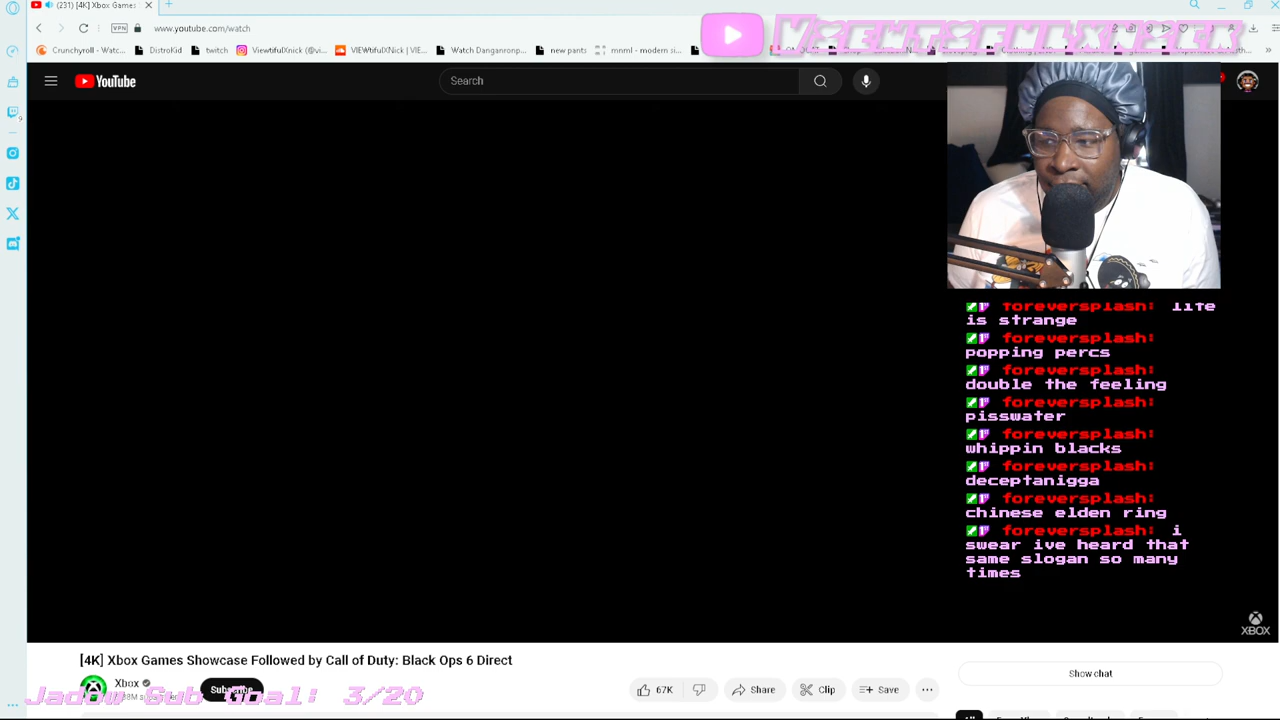 (231) [4K] Xbox Games
www.youtube.com/watch
VPN
Crunchyroll - Watc... DistroKid twitch ViewtifulXNick (@vi... VIEWtifulXNick | VIE... Watch Danganronp... new pants mnml - modern si...
YouTube
Search
foreversplash: life
is strange
foreversplash:
popping percs
foreversplash:
double the feeling
foreversplash:
pisswater
foreversplash:
whippin blacks
foreversplash:
deceptanigga
foreversplash:
chinese elden ring
foreversplash: i
swear ive heard that
same slogan so many
times
XBOX
[4K] Xbox Games Showcase Followed by Call of Duty: Black Ops 6 Direct
Xbox
Subscribe
67K
Share
Clip
Save
Show chat
Jadow Sub Goal: 3/20
All